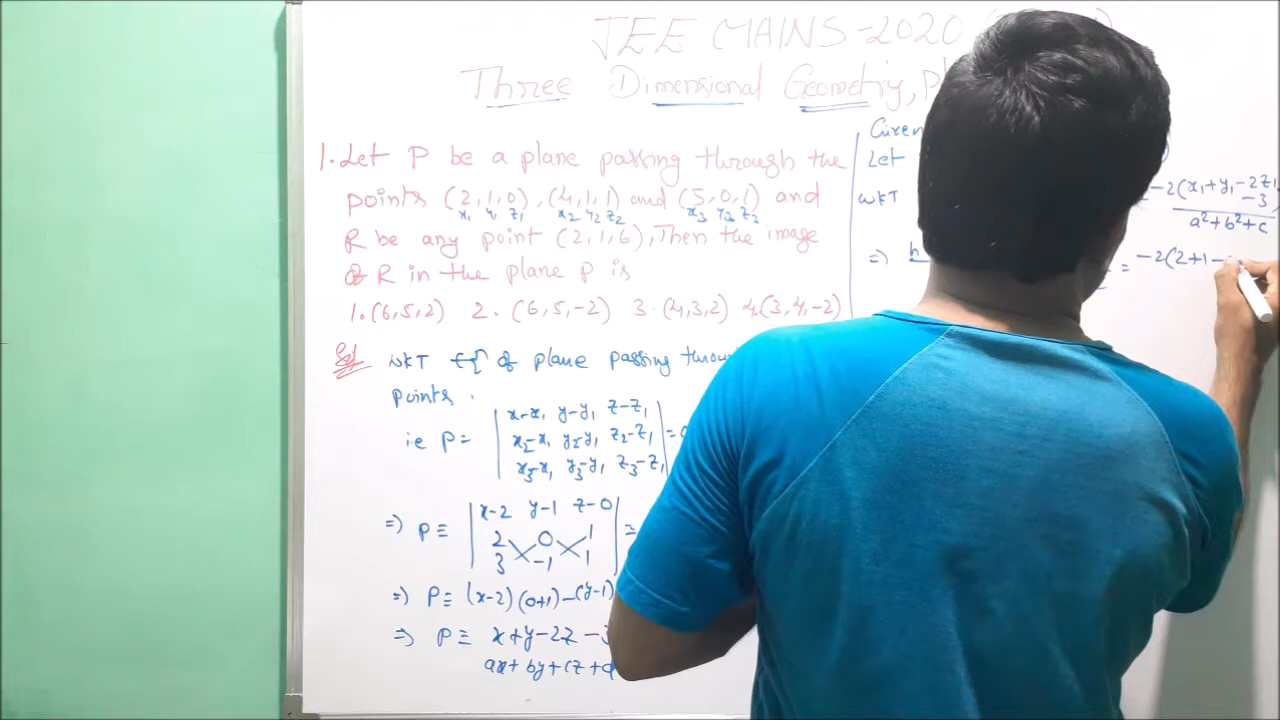 JEE MAINS-2020
Three Dimensional Geometry, Pl
1. Let P be a plane passing through the
points (2,1,0), (4,1,1) and (5,0,1) and
x₁ y₁ z₁ x₂ y₂ z₂ x₃ y₃ z₂
R be any point (2,1,6), Then the image
of R in the plane P is
1. (6,5,2) 2. (6,5,-2) 3. (4,3,2) 4. (3,4,-2)
Sol WKT of plane passing throu
points.
i.e P= | x-x₁ y-y₁ z-z₁ |
| x₂-x₁ y₂-y₁ z₂-z₁ | =
| x₃-x₁ y₃-y₁ z₃-z₁ |
=> P≡ | x-2 y-1 z-0 |
| 2 0 1 | =
| 3 -1 1 |
=> P≡ (x-2)(0+1)-(y-1)
=> P≡ x+y-2z-3
ax+by+cz+d
Given
Let
WKT -2(x₁+y₁-2z₁
-3
a²+b²+c
=> h = -2(2+1-